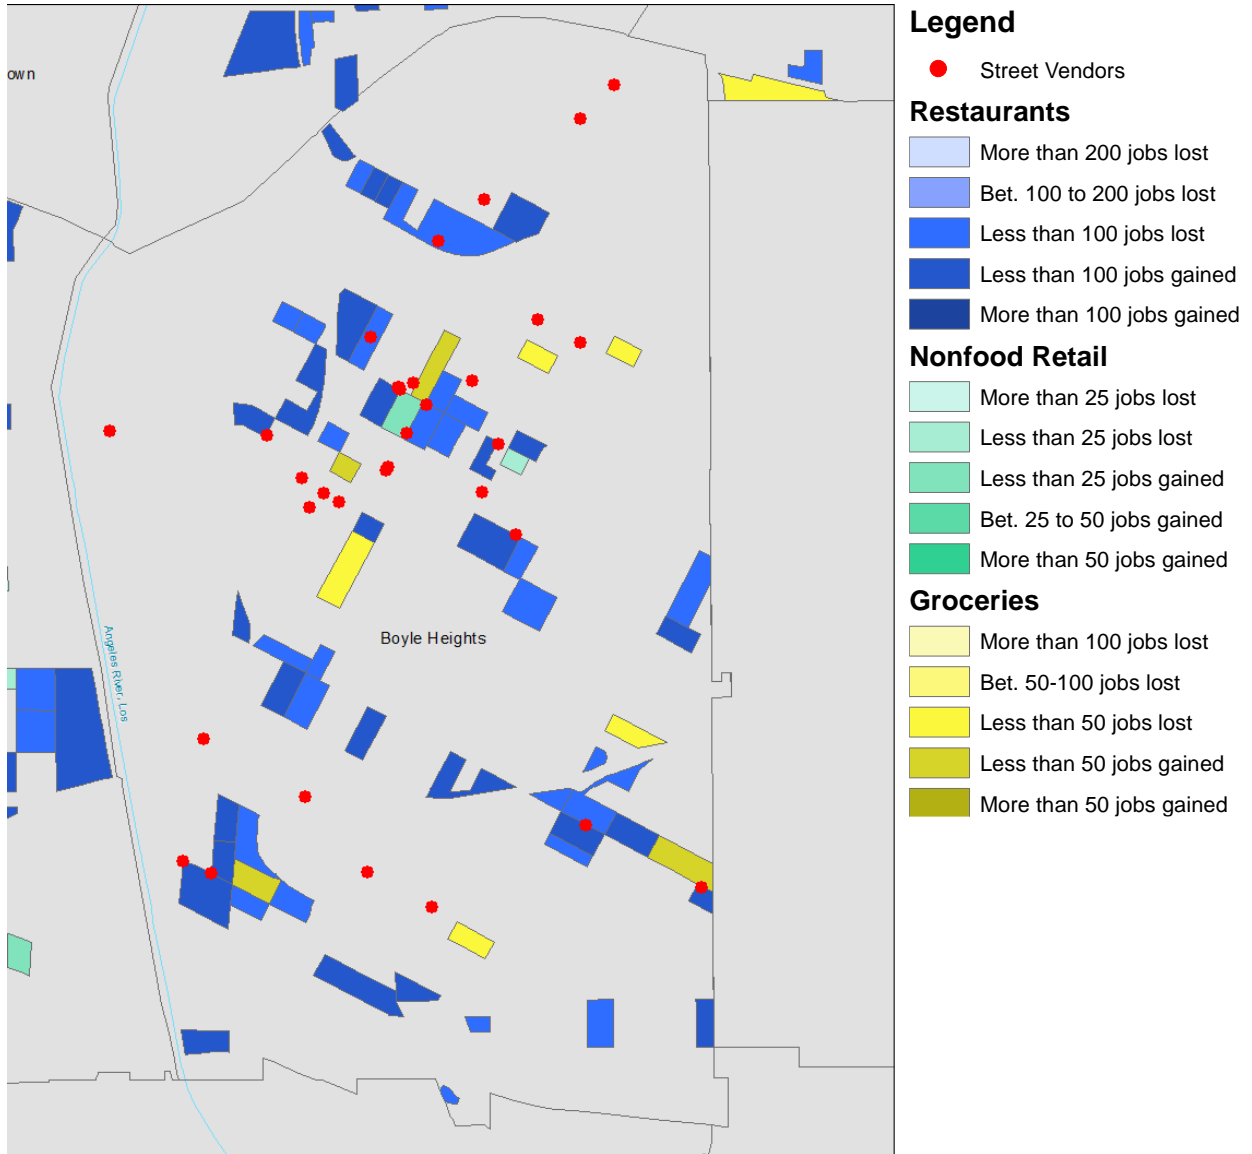 own
Boyle Heights
Angeles River, Los
Legend
Street Vendors
Restaurants
More than 200 jobs lost
Bet. 100 to 200 jobs lost
Less than 100 jobs lost
Less than 100 jobs gained
More than 100 jobs gained
Nonfood Retail
More than 25 jobs lost
Less than 25 jobs lost
Less than 25 jobs gained
Bet. 25 to 50 jobs gained
More than 50 jobs gained
Groceries
More than 100 jobs lost
Bet. 50-100 jobs lost
Less than 50 jobs lost
Less than 50 jobs gained
More than 50 jobs gained